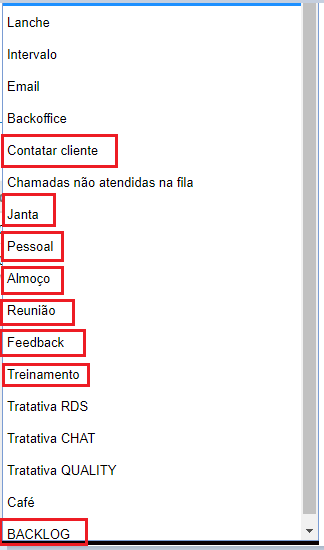 Lanche
Intervalo
Email
Backoffice
Contatar cliente
Chamadas não atendidas na fila
Janta
Pessoal
Almoço
Reunião
Feedback
Treinamento
Tratativa RDS
Tratativa CHAT
Tratativa QUALITY
Café
BACKLOG